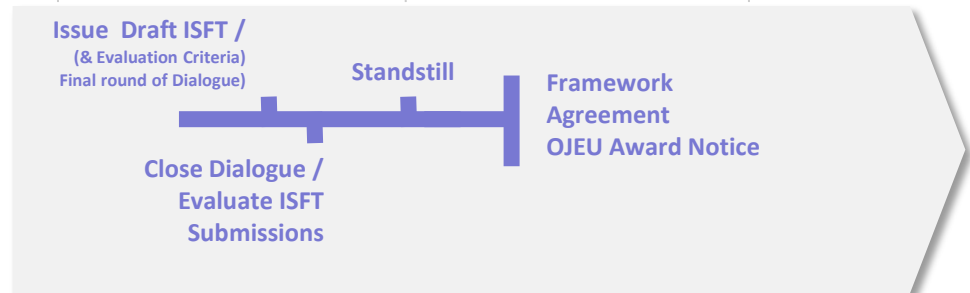 Issue Draft ISFT /
(& Evaluation Criteria)
Final round of Dialogue)
Standstill
Framework
Agreement
OJEU Award Notice
Close Dialogue /
Evaluate ISFT
Submissions